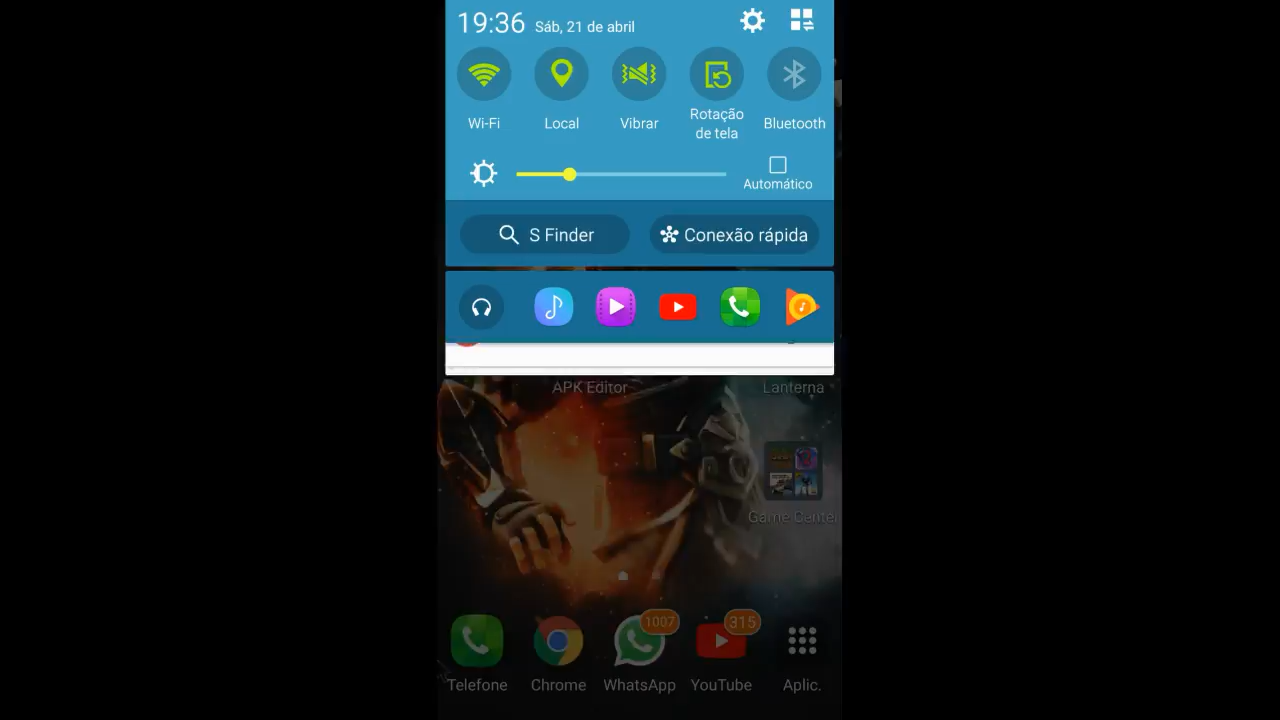 19:36 Sáb, 21 de abril
Wi-Fi
Local
Vibrar
Rotação
de tela
Bluetooth
Automático
S Finder
Conexão rápida
APK Editor
Lanterna
Game Center
1007
315
Telefone
Chrome
WhatsApp
YouTube
Aplic.